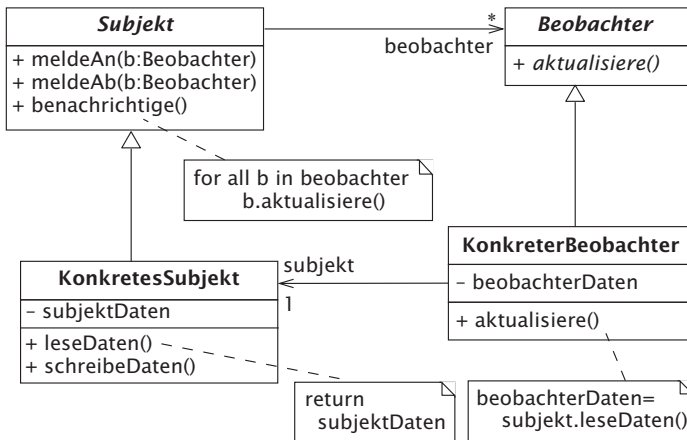 Subjekt
+ meldeAn(b:Beobachter)
+ meldeAb(b:Beobachter)
+ benachrichtige()
*
beobachter
Beobachter
+ aktualisiere()
for all b in beobachter
b.aktualisiere()
KonkretesSubjekt
– subjektDaten
+ leseDaten()
+ schreibeDaten()
subjekt
1
KonkreterBeobachter
– beobachterDaten
+ aktualisiere()
return
subjektDaten
beobachterDaten=
subjekt.leseDaten()